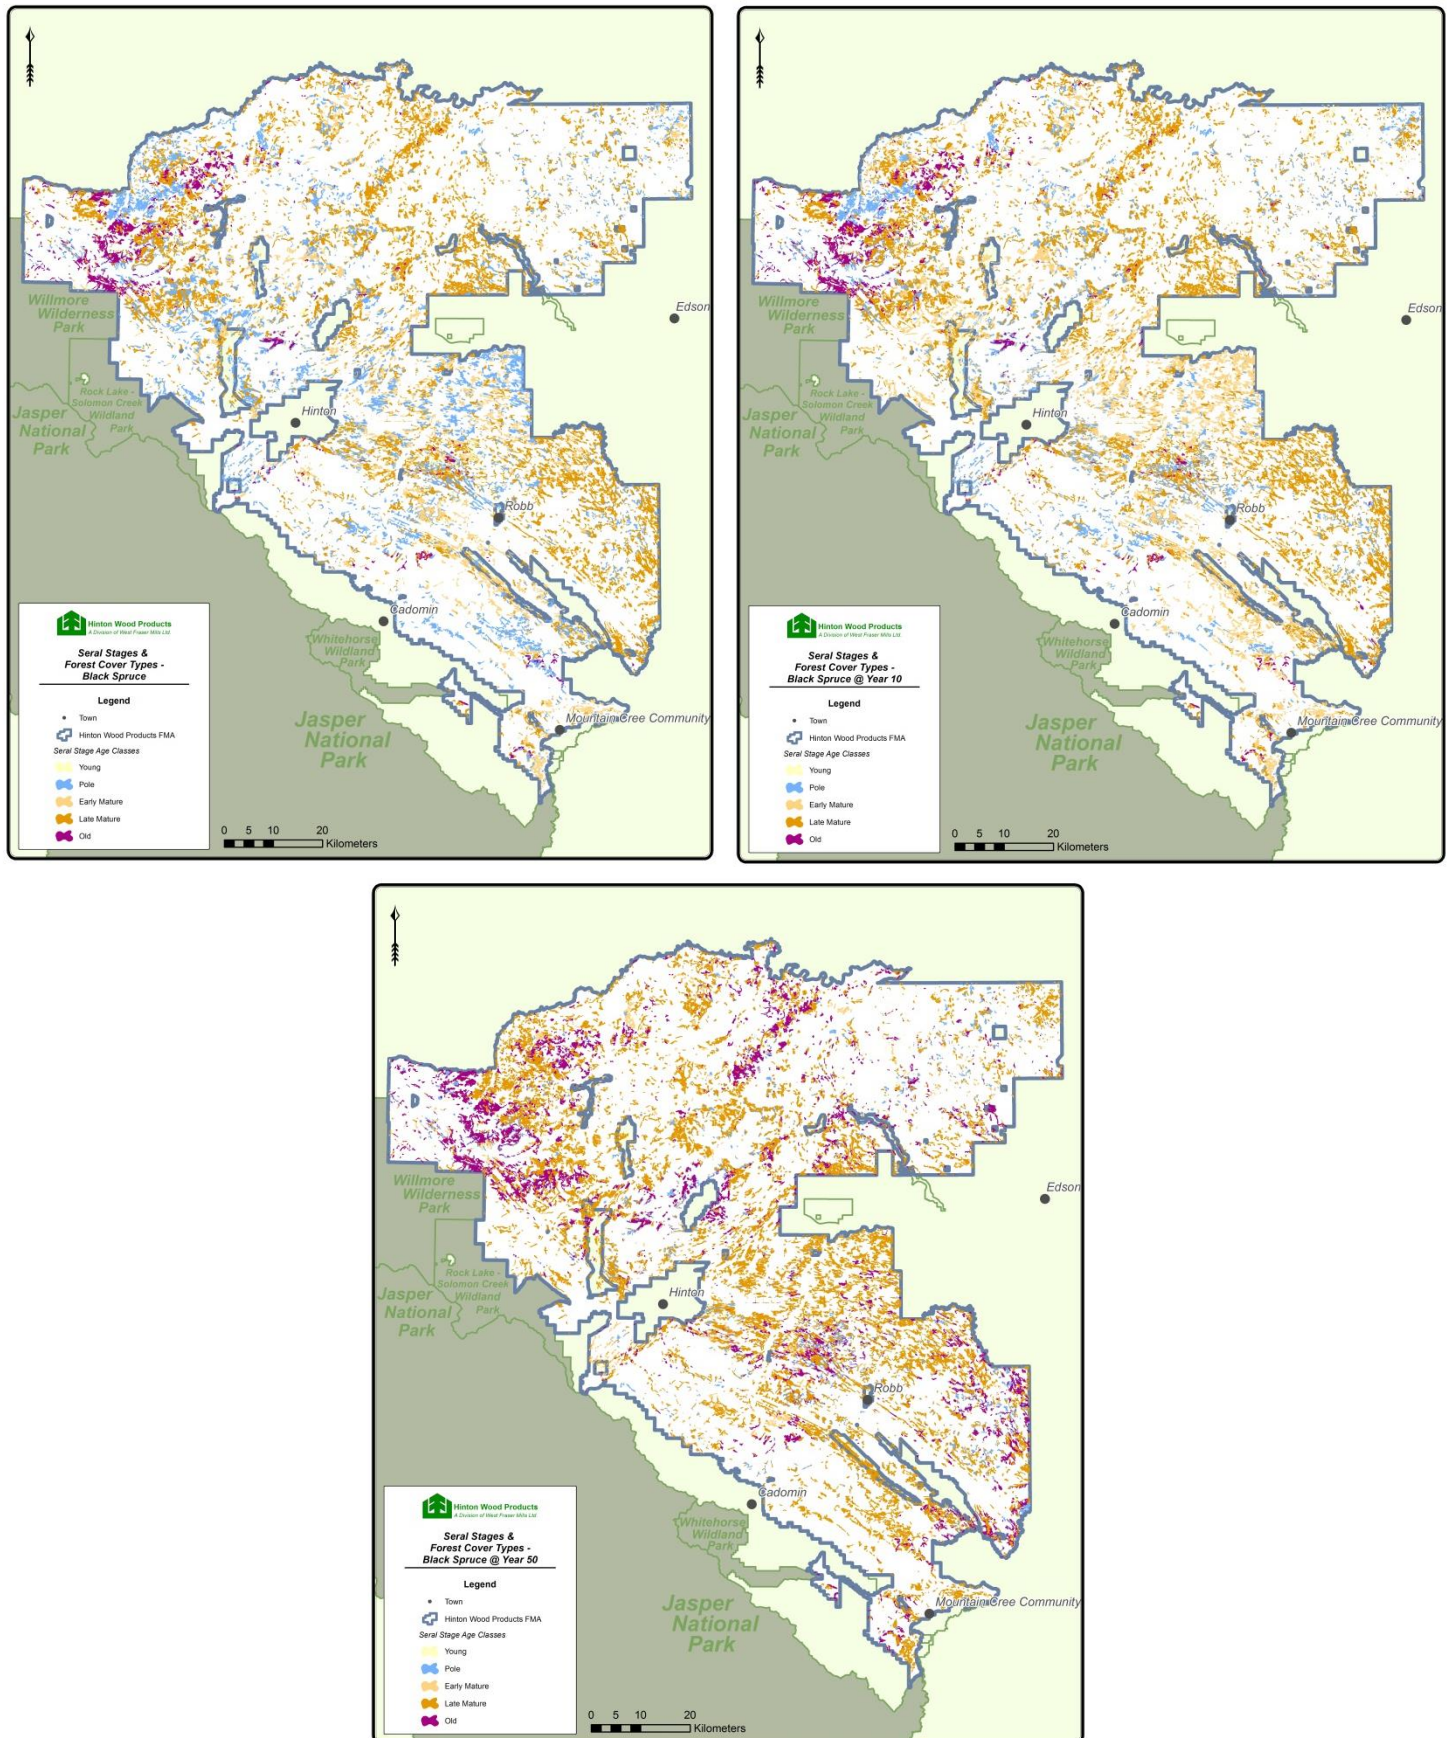 Willmore
Wilderness
Park
Edson
Rock Lake -
Solomon Creek
Wildland
Park
Jasper
National
Park
Hinton
Robb
Cadomin
Whitehorse
Wildland
Park
Mountain Cree Community
Jasper
National
Park
Hinton Wood Products
A Division of West Fraser Mills Ltd
Seral Stages &
Forest Cover Types -
Black Spruce
Legend
Town
Hinton Wood Products FMA
Seral Stage Age Classes
Young
Pole
Early Mature
Late Mature
Old
0 5 10 20
Kilometers
Willmore
Wilderness
Park
Edson
Rock Lake -
Solomon Creek
Wildland
Park
Jasper
National
Park
Hinton
Robb
Cadomin
Whitehorse
Wildland
Park
Mountain Cree Community
Jasper
National
Park
Hinton Wood Products
A Division of West Fraser Mills Ltd
Seral Stages &
Forest Cover Types -
Black Spruce @ Year 10
Legend
Town
Hinton Wood Products FMA
Seral Stage Age Classes
Young
Pole
Early Mature
Late Mature
Old
0 5 10 20
Kilometers
Willmore
Wilderness
Park
Edson
Rock Lake -
Solomon Creek
Wildland
Park
Jasper
National
Park
Hinton
Robb
Cadomin
Whitehorse
Wildland
Park
Mountain Cree Community
Jasper
National
Park
Hinton Wood Products
A Division of West Fraser Mills Ltd
Seral Stages &
Forest Cover Types -
Black Spruce @ Year 50
Legend
Town
Hinton Wood Products FMA
Seral Stage Age Classes
Young
Pole
Early Mature
Late Mature
Old
0 5 10 20
Kilometers